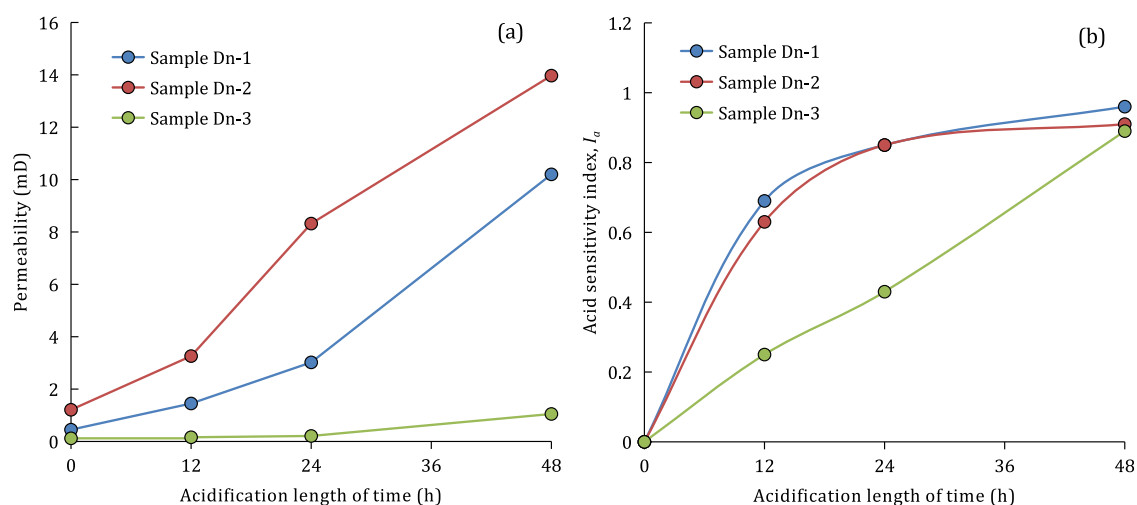 (a)
Sample Dn-1
Sample Dn-2
Sample Dn-3
Permeability (mD)
16
14
12
10
8
6
4
2
0
0 12 24 36 48
Acidification length of time (h)
(b)
Sample Dn-1
Sample Dn-2
Sample Dn-3
Acid sensitivity index, Ia
1.2
1
0.8
0.6
0.4
0.2
0
0 12 24 36 48
Acidification length of time (h)